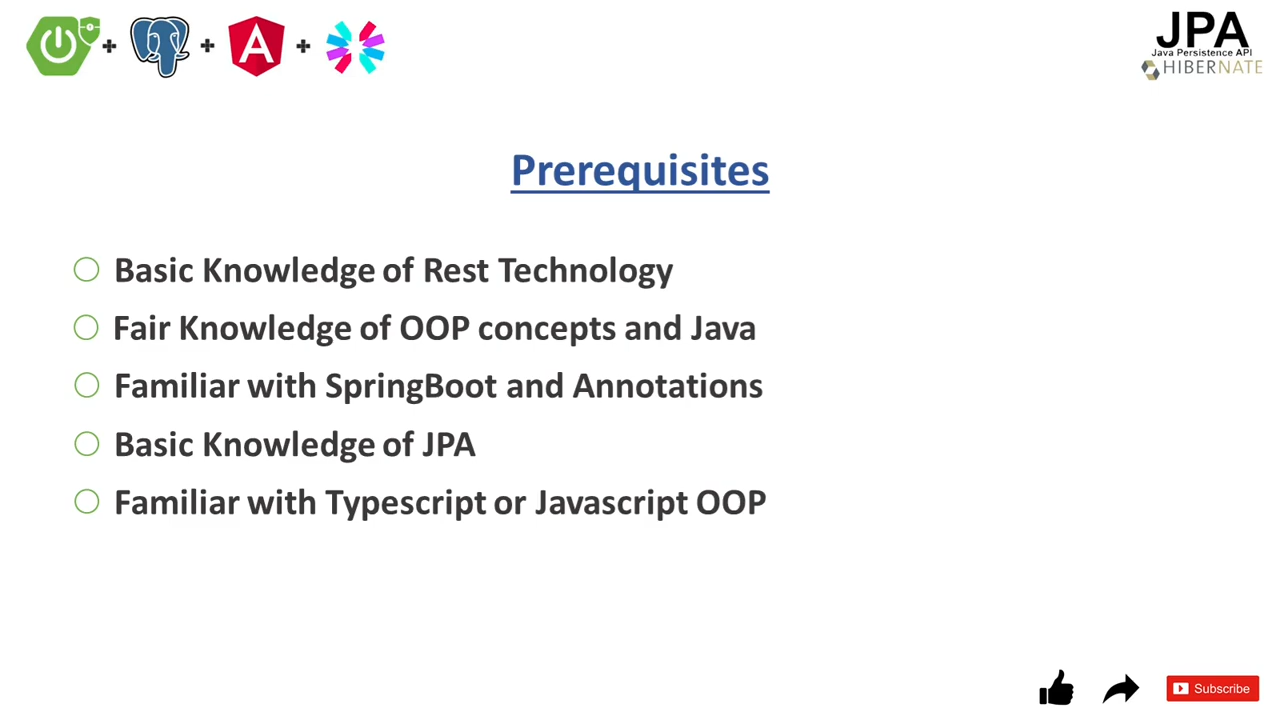 + + A +
JPA
Java Persistence API
HIBERNATE
Prerequisites
Basic Knowledge of Rest Technology
Fair Knowledge of OOP concepts and Java
Familiar with SpringBoot and Annotations
Basic Knowledge of JPA
Familiar with Typescript or Javascript OOP
Subscribe